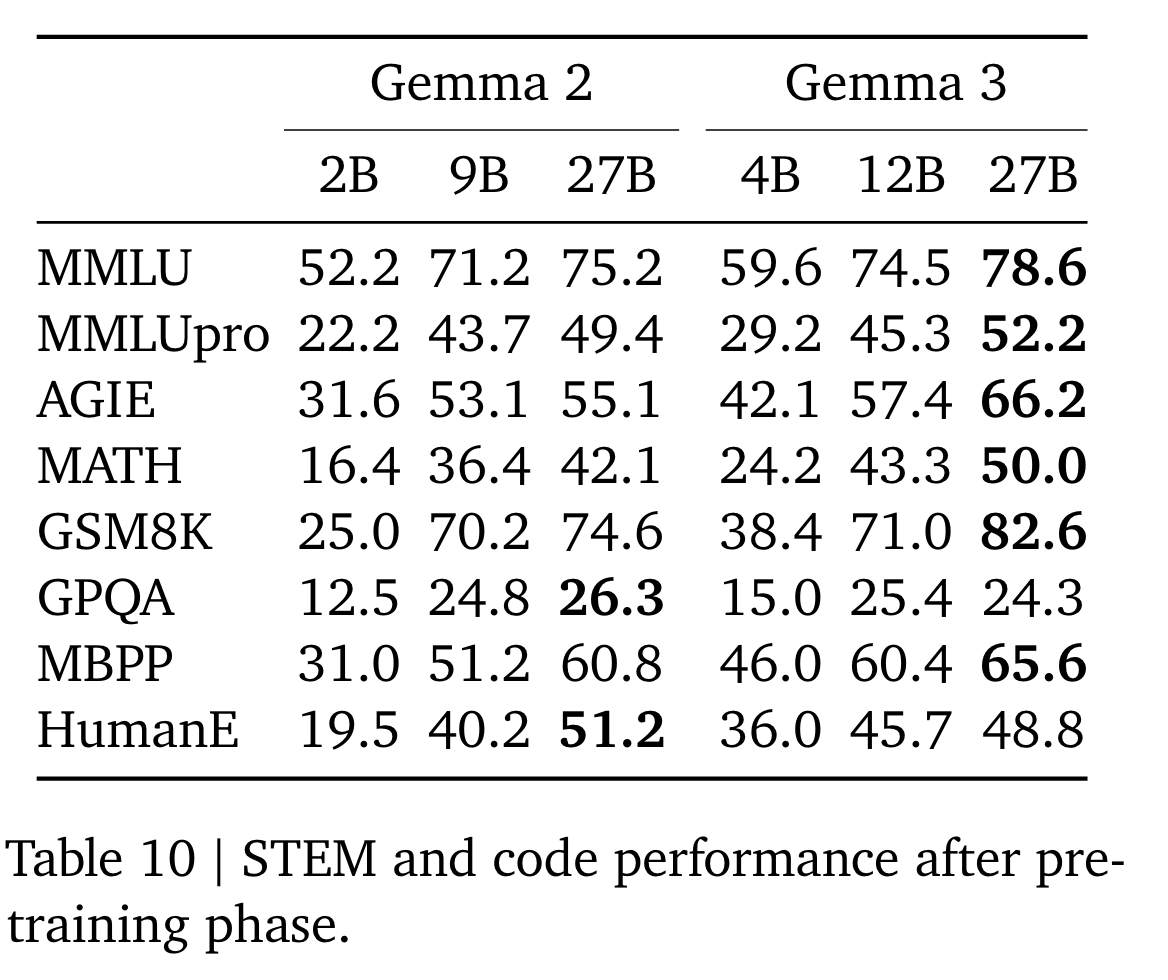 Gemma 2 Gemma 3
2B 9B 27B 4B 12B 27B
MMLU 52.2 71.2 75.2 59.6 74.5 78.6
MMLUpro 22.2 43.7 49.4 29.2 45.3 52.2
AGIE 31.6 53.1 55.1 42.1 57.4 66.2
MATH 16.4 36.4 42.1 24.2 43.3 50.0
GSM8K 25.0 70.2 74.6 38.4 71.0 82.6
GPQA 12.5 24.8 26.3 15.0 25.4 24.3
MBPP 31.0 51.2 60.8 46.0 60.4 65.6
HumanE 19.5 40.2 51.2 36.0 45.7 48.8
Table 10 | STEM and code performance after pre-
training phase.